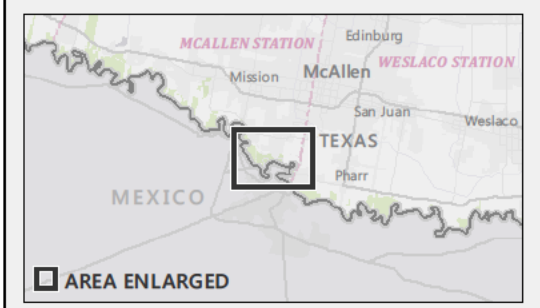 Edinburg
MCALLEN STATION
WESLACO STATION
Mission
McAllen
San Juan
Weslaco
TEXAS
Pharr
MEXICO
AREA ENLARGED